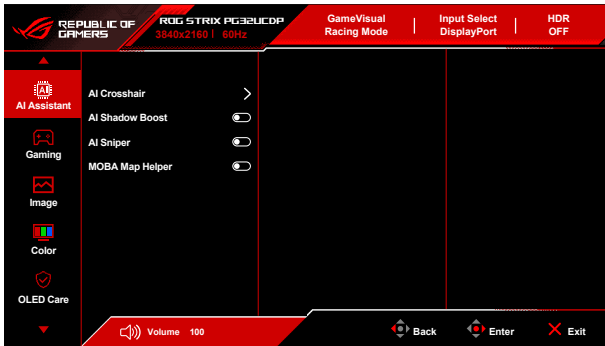 REPUBLIC OF
GAMERS
ROG STRIX PG32UCDP
3840x2160 | 60Hz
GameVisual
Racing Mode
Input Select
DisplayPort
HDR
OFF
AI
AI Assistant
Gaming
Image
Color
OLED Care
AI Crosshair
AI Shadow Boost
AI Sniper
MOBA Map Helper
Volume 100
Back
Enter
Exit